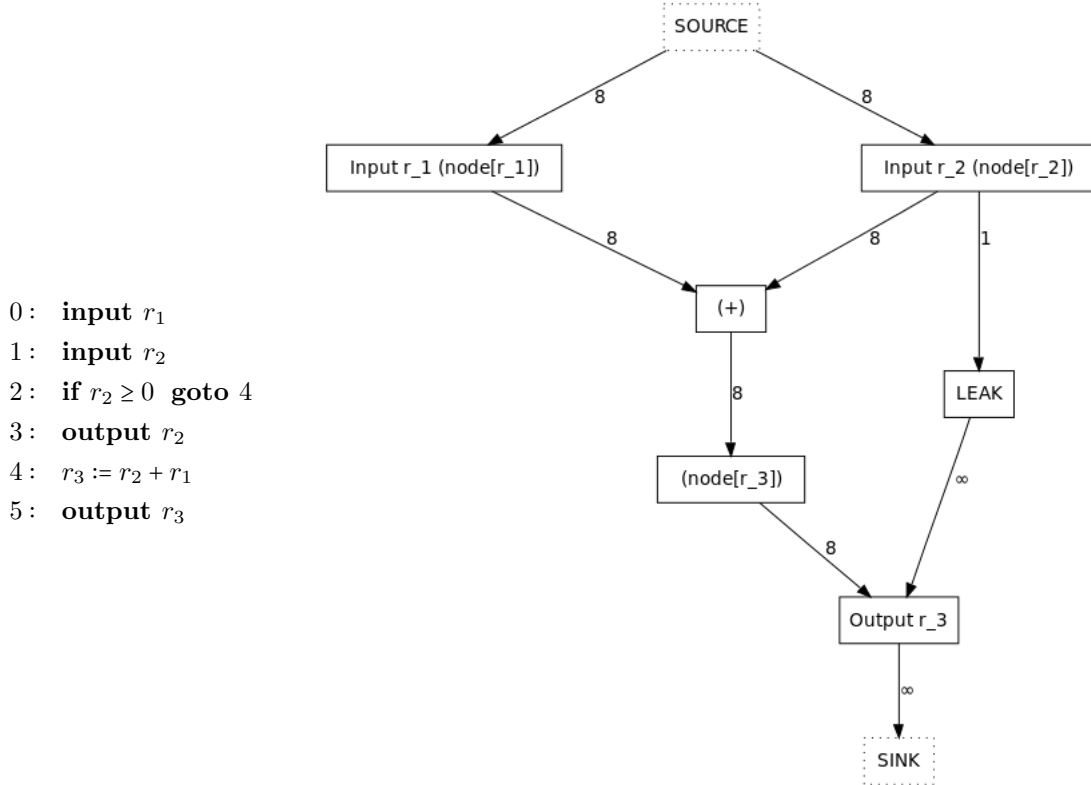 0: input r₁
1: input r₂
2: if r₂ ≥ 0 goto 4
3: output r₂
4: r₃ := r₂ + r₁
5: output r₃
SOURCE
8 8
Input r_1 (node[r_1]) Input r_2 (node[r_2])
8 8 1
(+)
8
LEAK
(node[r_3])
∞
8
Output r_3
∞
SINK